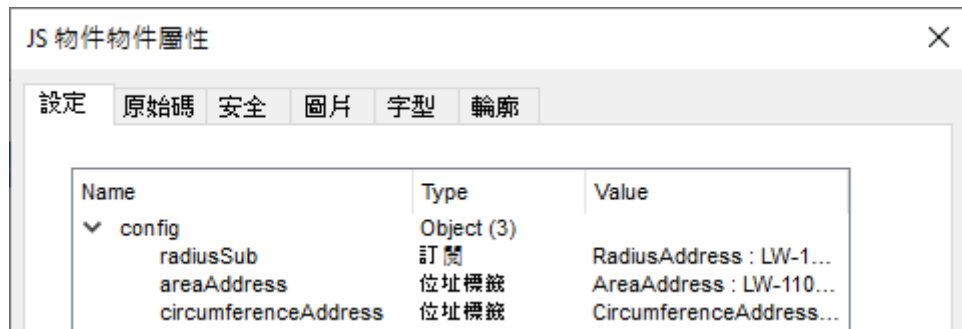 JS 物件物件屬性
設定 原始碼 安全 圖片 字型 輪廓
Name Type Value
config Object (3)
radiusSub 訂閱 RadiusAddress : LW-1...
areaAddress 位址標籤 AreaAddress : LW-110...
circumferenceAddress 位址標籤 CircumferenceAddress...